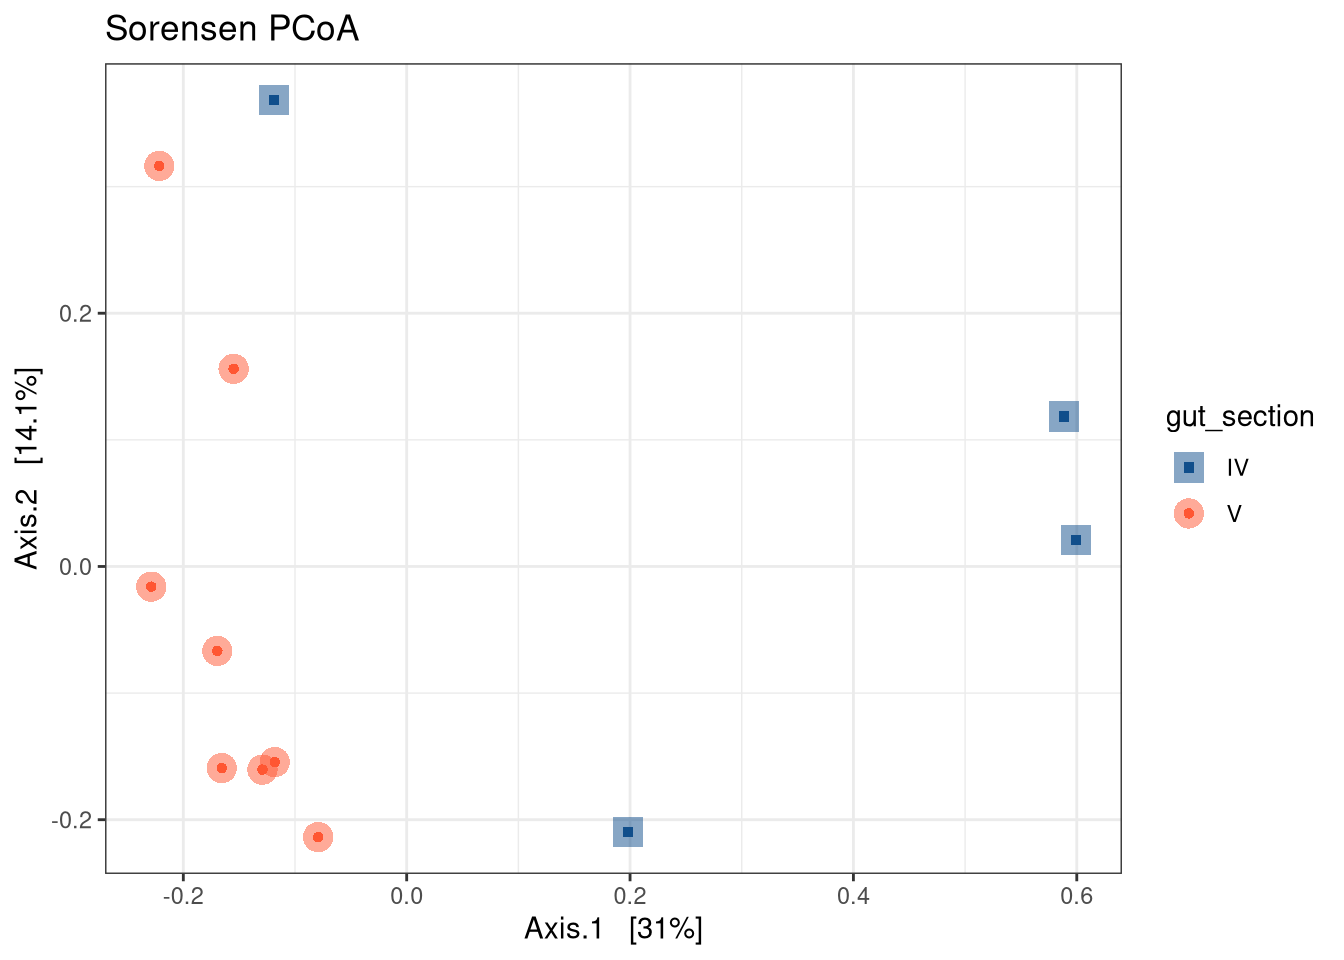 Sorensen PCoA
0.2
0.0
-0.2
Axis.2 [14.1%]
-0.2
0.0
0.2
0.4
0.6
Axis.1 [31%]
gut_section
IV
V